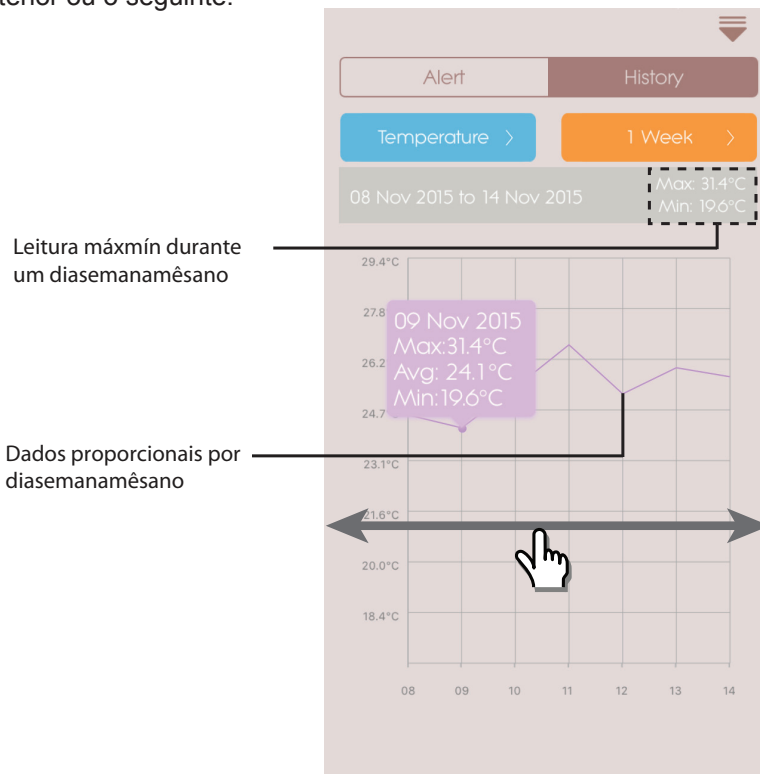 terior ou o seguinte.
Alert
History
Temperature >
1 Week >
08 Nov 2015 to 14 Nov 2015
Max: 31.4°C
Min: 19.6°C
Leitura máxmín durante
um diasemanamêsano
29.4°C
27.8
09 Nov 2015
Max:31.4°C
Avg: 24.1°C
Min:19.6°C
26.2
24.7
Dados proporcionais por
diasemanamêsano
23.1°C
21.6°C
20.0°C
18.4°C
08 09 10 11 12 13 14